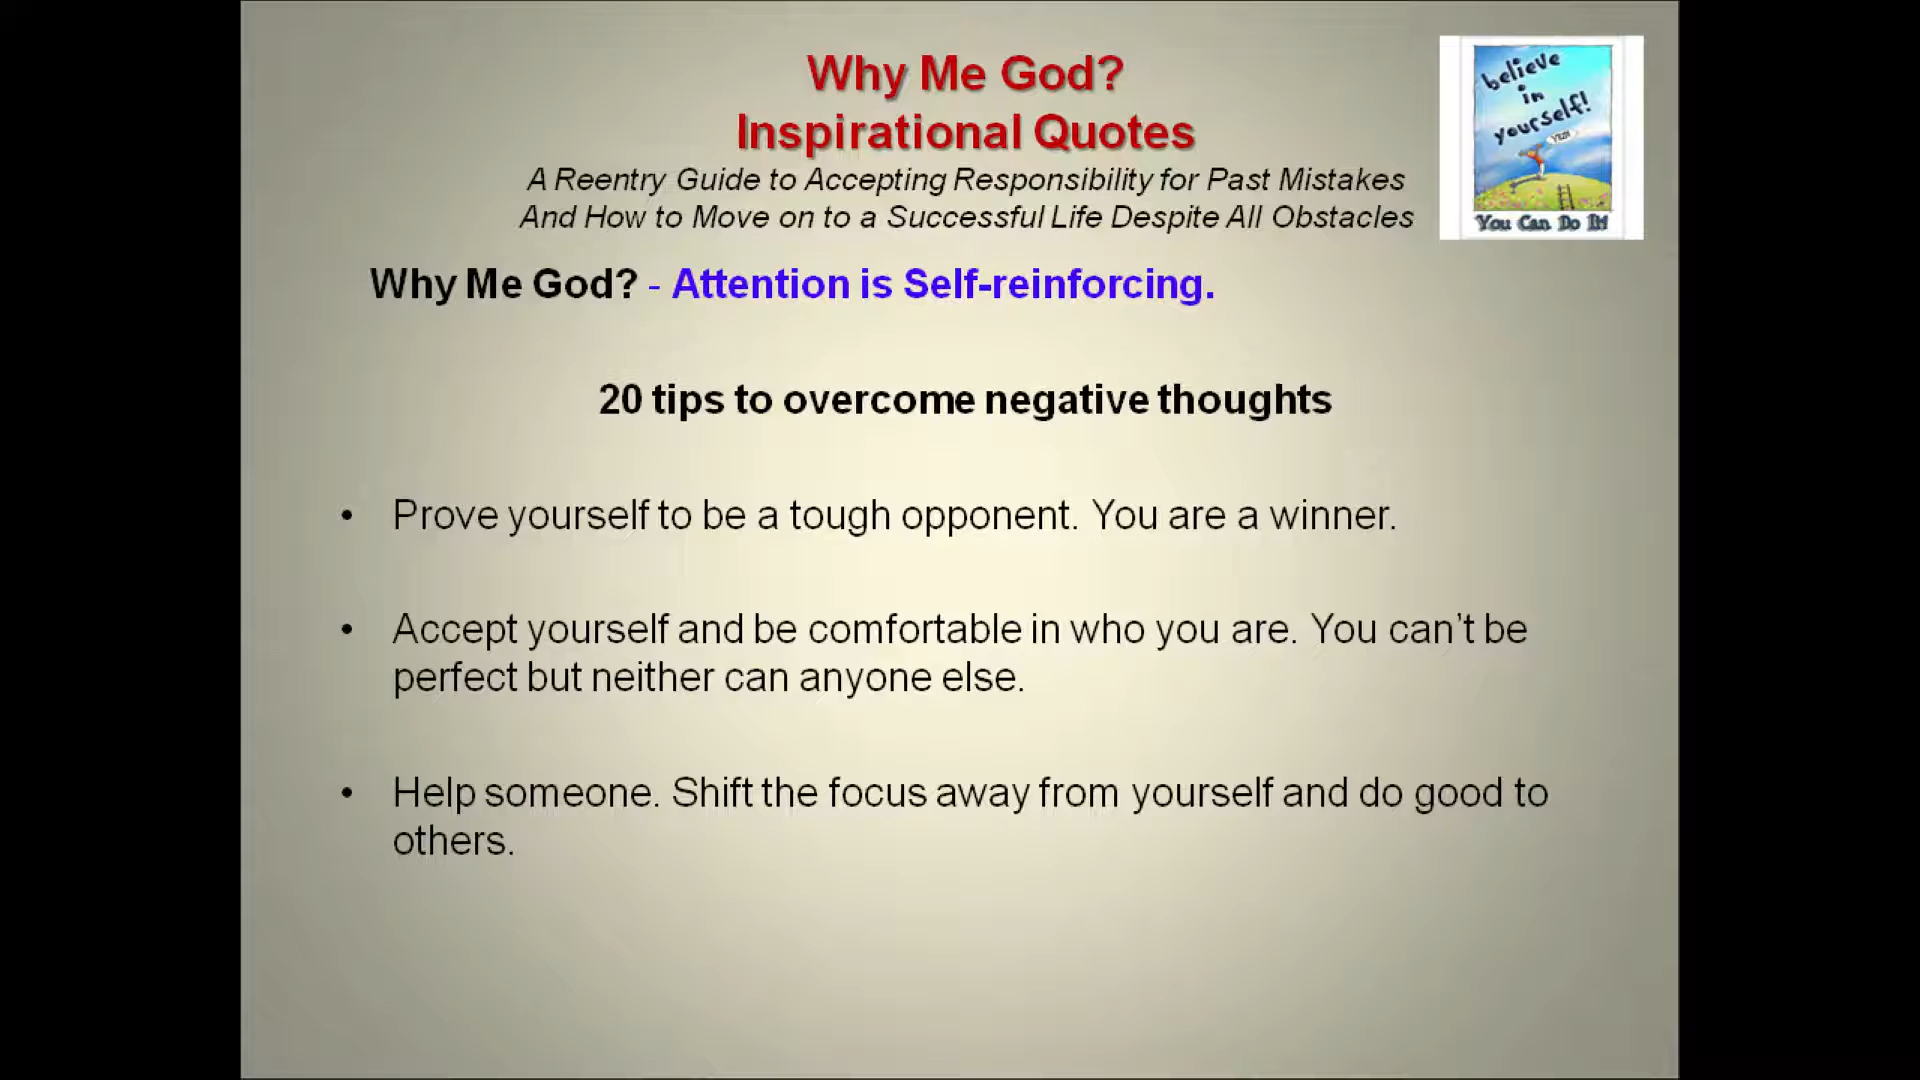 Why Me God?
Inspirational Quotes
A Reentry Guide to Accepting Responsibility for Past Mistakes
And How to Move on to a Successful Life Despite All Obstacles
believe
in
yourself!
YES!
You Can Do It!
Why Me God? - Attention is Self-reinforcing.
20 tips to overcome negative thoughts
• Prove yourself to be a tough opponent. You are a winner.
• Accept yourself and be comfortable in who you are. You can’t be
perfect but neither can anyone else.
• Help someone. Shift the focus away from yourself and do good to
others.